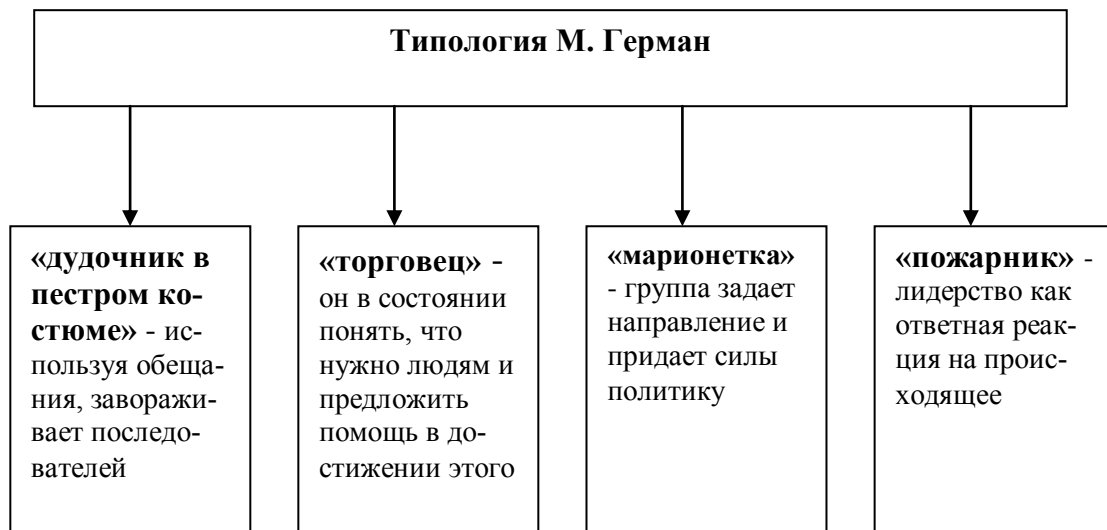 Типология М. Герман
«дудочник в
пестром ко-
стюме» - ис-
пользуя обеща-
ния, заворажи-
вает последо-
вателей
«торговец» -
он в состоянии
понять, что
нужно людям и
предложить
помощь в до-
стижении этого
«марионетка»
- группа задает
направление и
придает силы
политику
«пожарник» -
лидерство как
ответная реак-
ция на проис-
ходящее